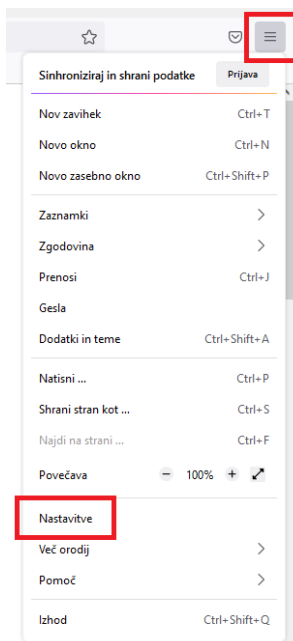 Sinhroniziraj in shrani podatke Prijava
Nov zavihek Ctrl+T
Novo okno Ctrl+N
Novo zasebno okno Ctrl+Shift+P
Zaznamki
Zgodovina
Prenosi Ctrl+J
Gesla
Dodatki in teme Ctrl+Shift+A
Natisni ... Ctrl+P
Shrani stran kot ... Ctrl+S
Najdi na strani ... Ctrl+F
Povečava − 100% +
Nastavitve
Več orodij
Pomoč
Izhod Ctrl+Shift+Q